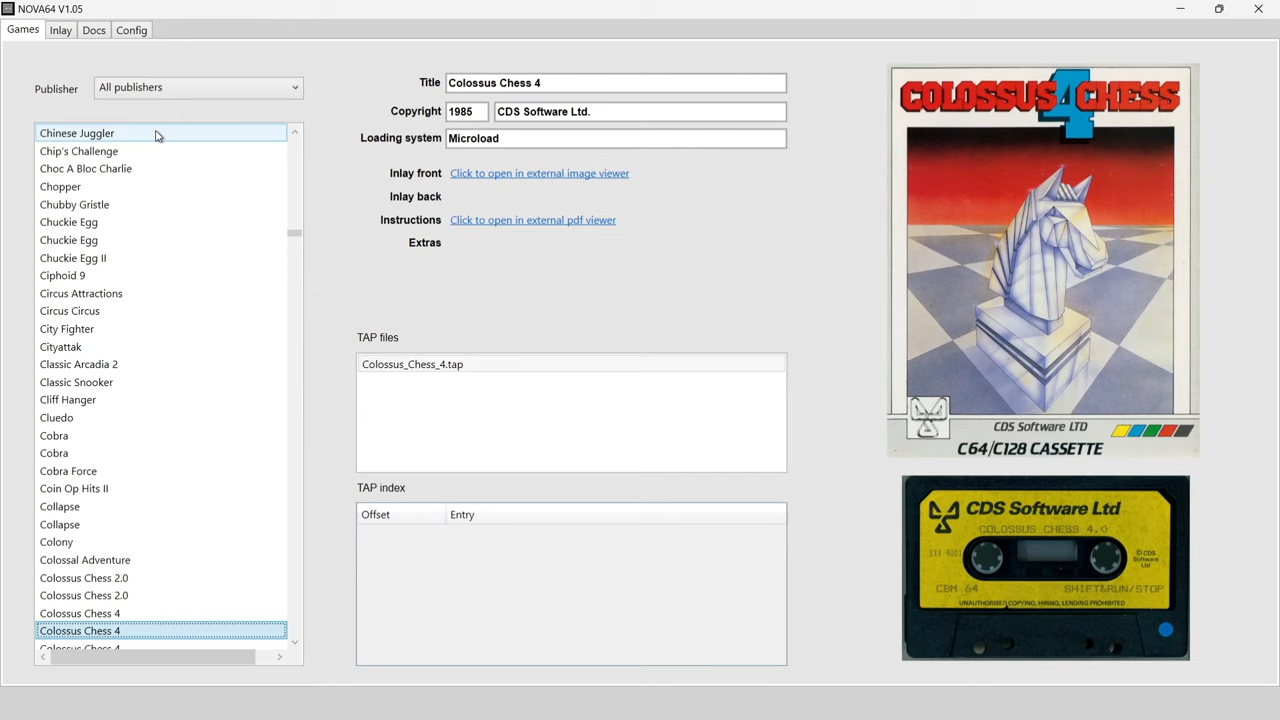 NOVA64 V1.05
Games Inlay Docs Config
Publisher All publishers
Chinese Juggler
Chip's Challenge
Choc A Bloc Charlie
Chopper
Chubby Gristle
Chuckie Egg
Chuckie Egg
Chuckie Egg II
Ciphoid 9
Circus Attractions
Circus Circus
City Fighter
Cityattak
Classic Arcadia 2
Classic Snooker
Cliff Hanger
Cluedo
Cobra
Cobra
Cobra Force
Coin Op Hits II
Collapse
Collapse
Colony
Colossal Adventure
Colossus Chess 2.0
Colossus Chess 2.0
Colossus Chess 4
Colossus Chess 4
Colossus Chess 4
Title Colossus Chess 4
Copyright 1985 CDS Software Ltd.
Loading system Microload
Inlay front Click to open in external image viewer
Inlay back
Instructions Click to open in external pdf viewer
Extras
TAP files
Colossus_Chess_4.tap
TAP index
Offset Entry
COLOSSUS 4 CHESS
CDS Software LTD
C64/C128 CASSETTE
CDS Software Ltd
COLOSSUS CHESS 4.0
© CDS
Software
Ltd
CBM 64 SHIFT&RUN/STOP
UNAUTHORISED COPYING, HIRING, LENDING PROHIBITED